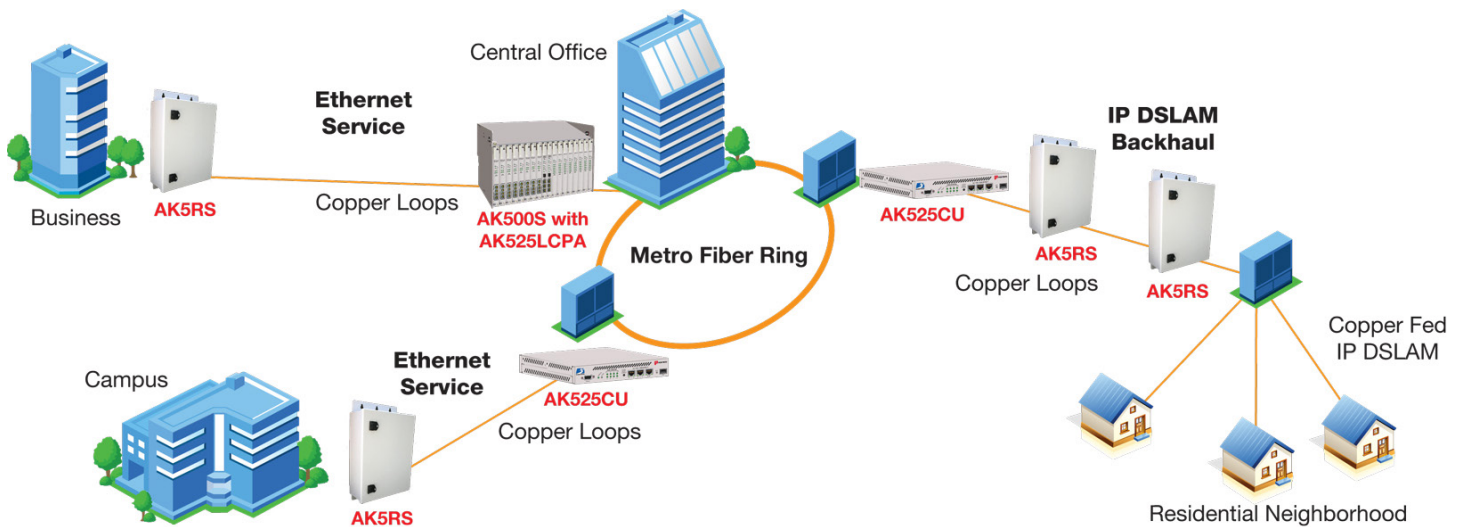 Central Office
Ethernet
Service
IP DSLAM
Backhaul
Business
AK5RS
Copper Loops
AK500S with
AK525LCPA
AK525CU
Metro Fiber Ring
AK5RS
Copper Loops
AK5RS
Copper Fed
IP DSLAM
Ethernet
Service
Campus
AK525CU
Copper Loops
AK5RS
Residential Neighborhood